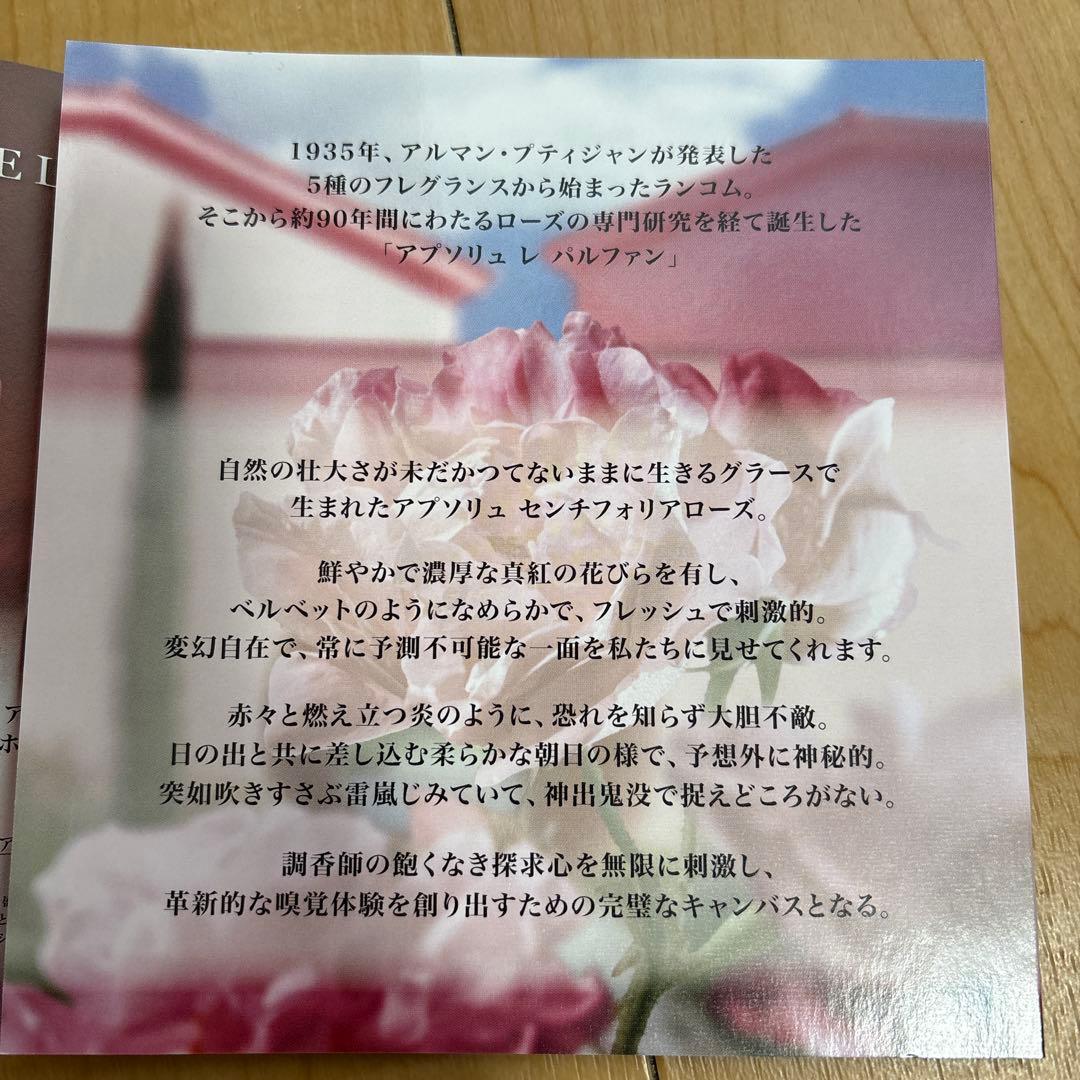 EL
1935年、アルマン・プティジャンが発表した
5種のフレグランスから始まったランコム。
そこから約90年間にわたるローズの専門研究を経て誕生した
「アプソリュ レ パルファン」
自然の壮大さが未だかつてないままに生きるグラースで
生まれたアプソリュ センチフォリアローズ。
鮮やかで濃厚な真紅の花びらを有し、
ベルベットのようになめらかで、フレッシュで刺激的。
変幻自在で、常に予測不可能な一面を私たちに見せてくれます。
赤々と燃え立つ炎のように、恐れを知らず大胆不敵。
日の出と共に差し込む柔らかな朝日の様で、予想外に神秘的。
突如吹きすさぶ雷嵐じみていて、神出鬼没で捉えどころがない。
調香師の飽くなき探求心を無限に刺激し、
革新的な嗅覚体験を創り出すための完璧なキャンバスとなる。
ア
ホ
ア